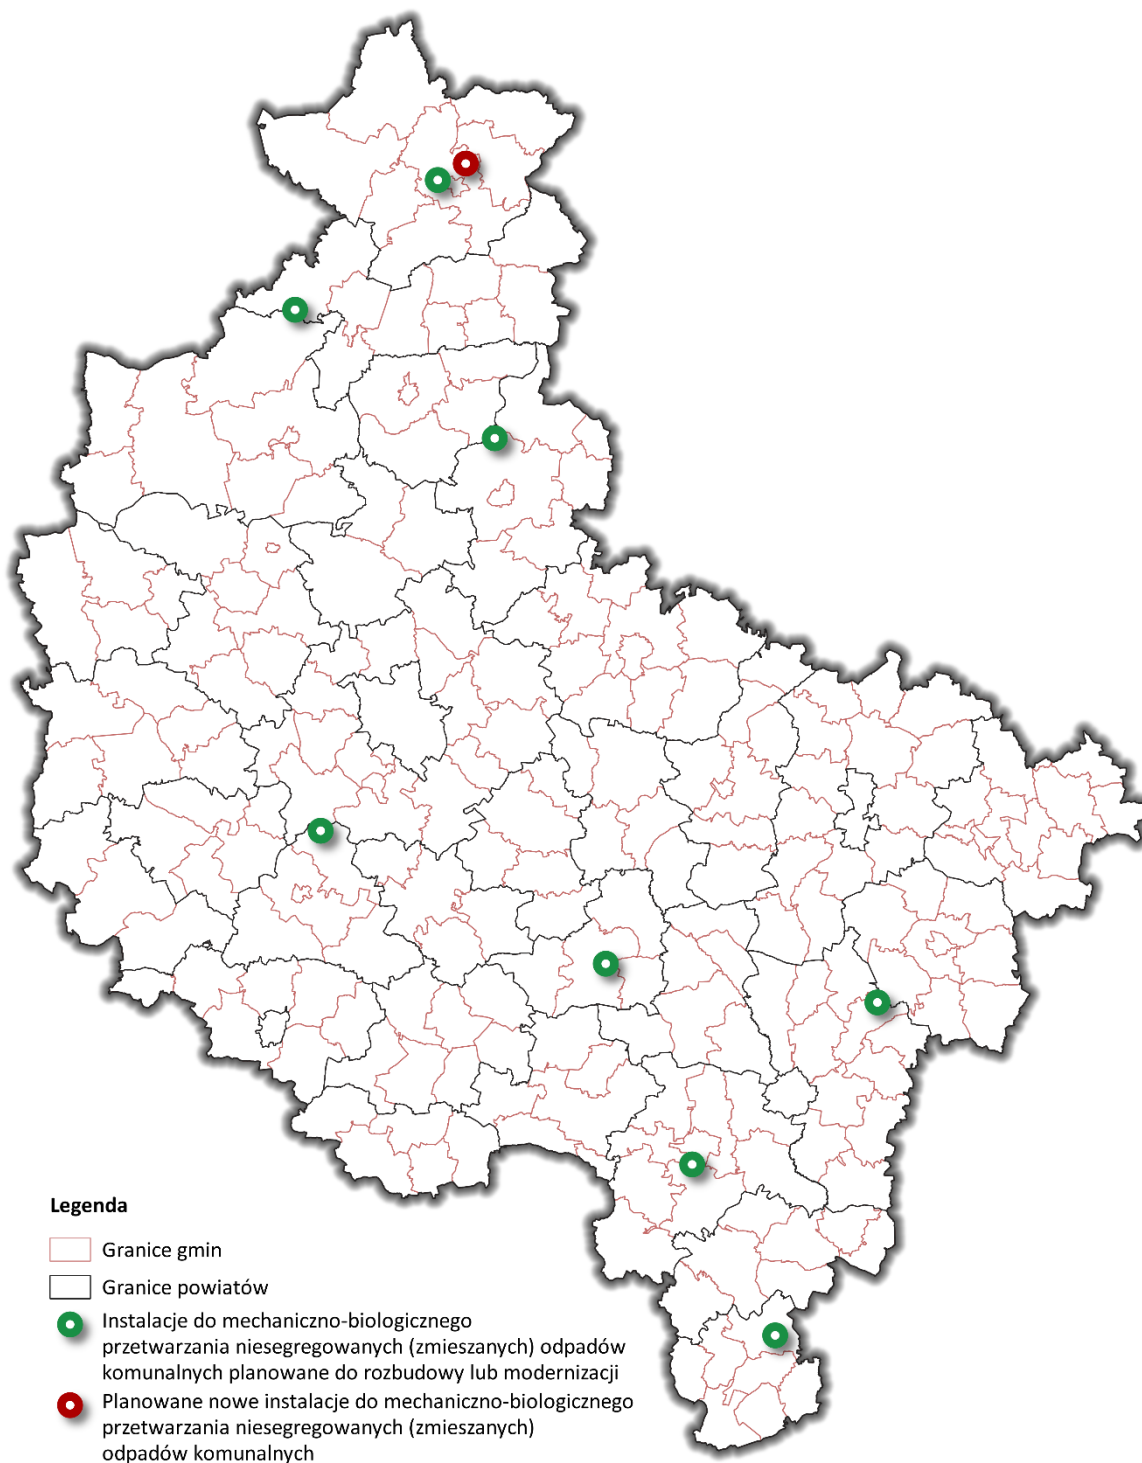 Legenda
Granice gmin
Granice powiatów
Instalacje do mechaniczno-biologicznego
przetwarzania niesegregowanych (zmieszanych) odpadów
komunalnych planowane do rozbudowy lub modernizacji
Planowane nowe instalacje do mechaniczno-biologicznego
przetwarzania niesegregowanych (zmieszanych)
odpadów komunalnych